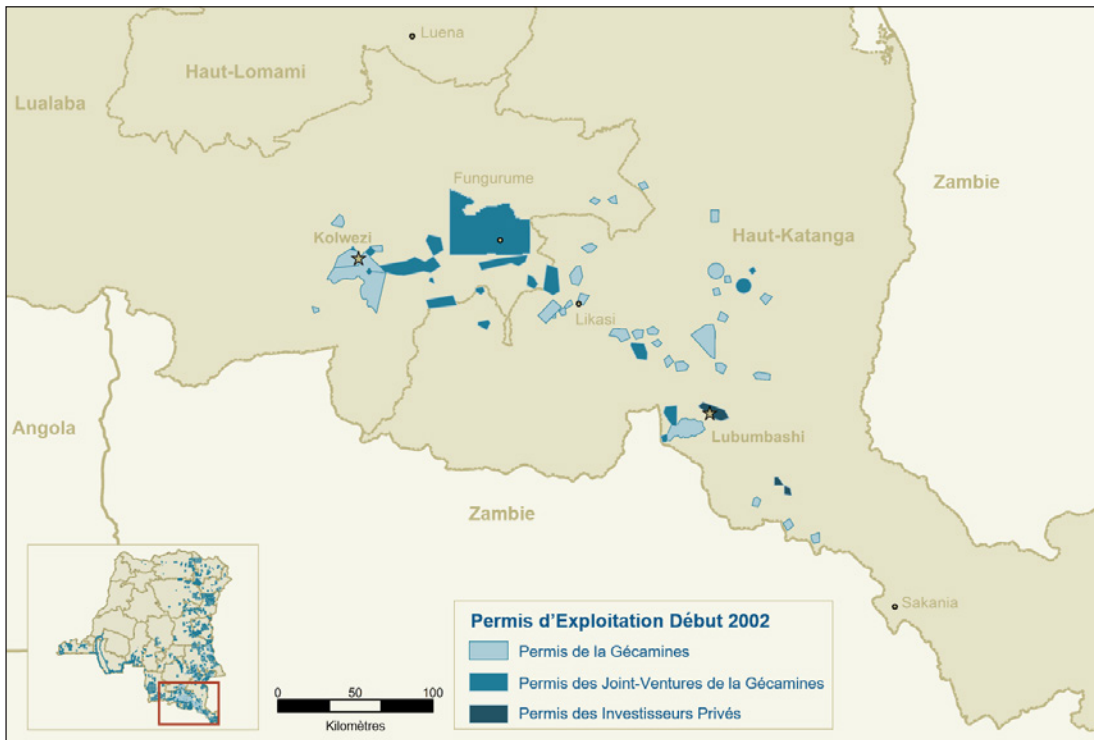 Luena
Haut-Lomami
Lualaba
Fungurume
Zambie
Kolwezi
Haut-Katanga
Likasi
Angola
Lubumbashi
Zambie
Sakania
Permis d'Exploitation Début 2002
Permis de la Gécamines
Permis des Joint-Ventures de la Gécamines
Permis des Investisseurs Privés
0 50 100
Kilomètres